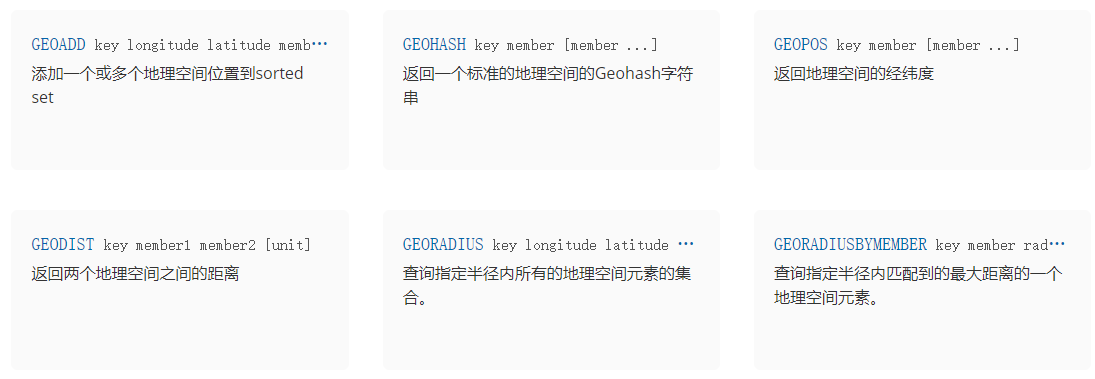 GEOADD key longitude latitude memb...
添加一个或多个地理空间位置到sorted
set
GEOHASH key member [member ...]
返回一个标准的地理空间的Geohash字符
串
GEOPOS key member [member ...]
返回地理空间的经纬度
GEODIST key member1 member2 [unit]
返回两个地理空间之间的距离
GEORADIUS key longitude latitude ...
查询指定半径内所有的地理空间元素的集
合。
GEORADIUSBYMEMBER key member rad...
查询指定半径内匹配到的最大距离的一个
地理空间元素。